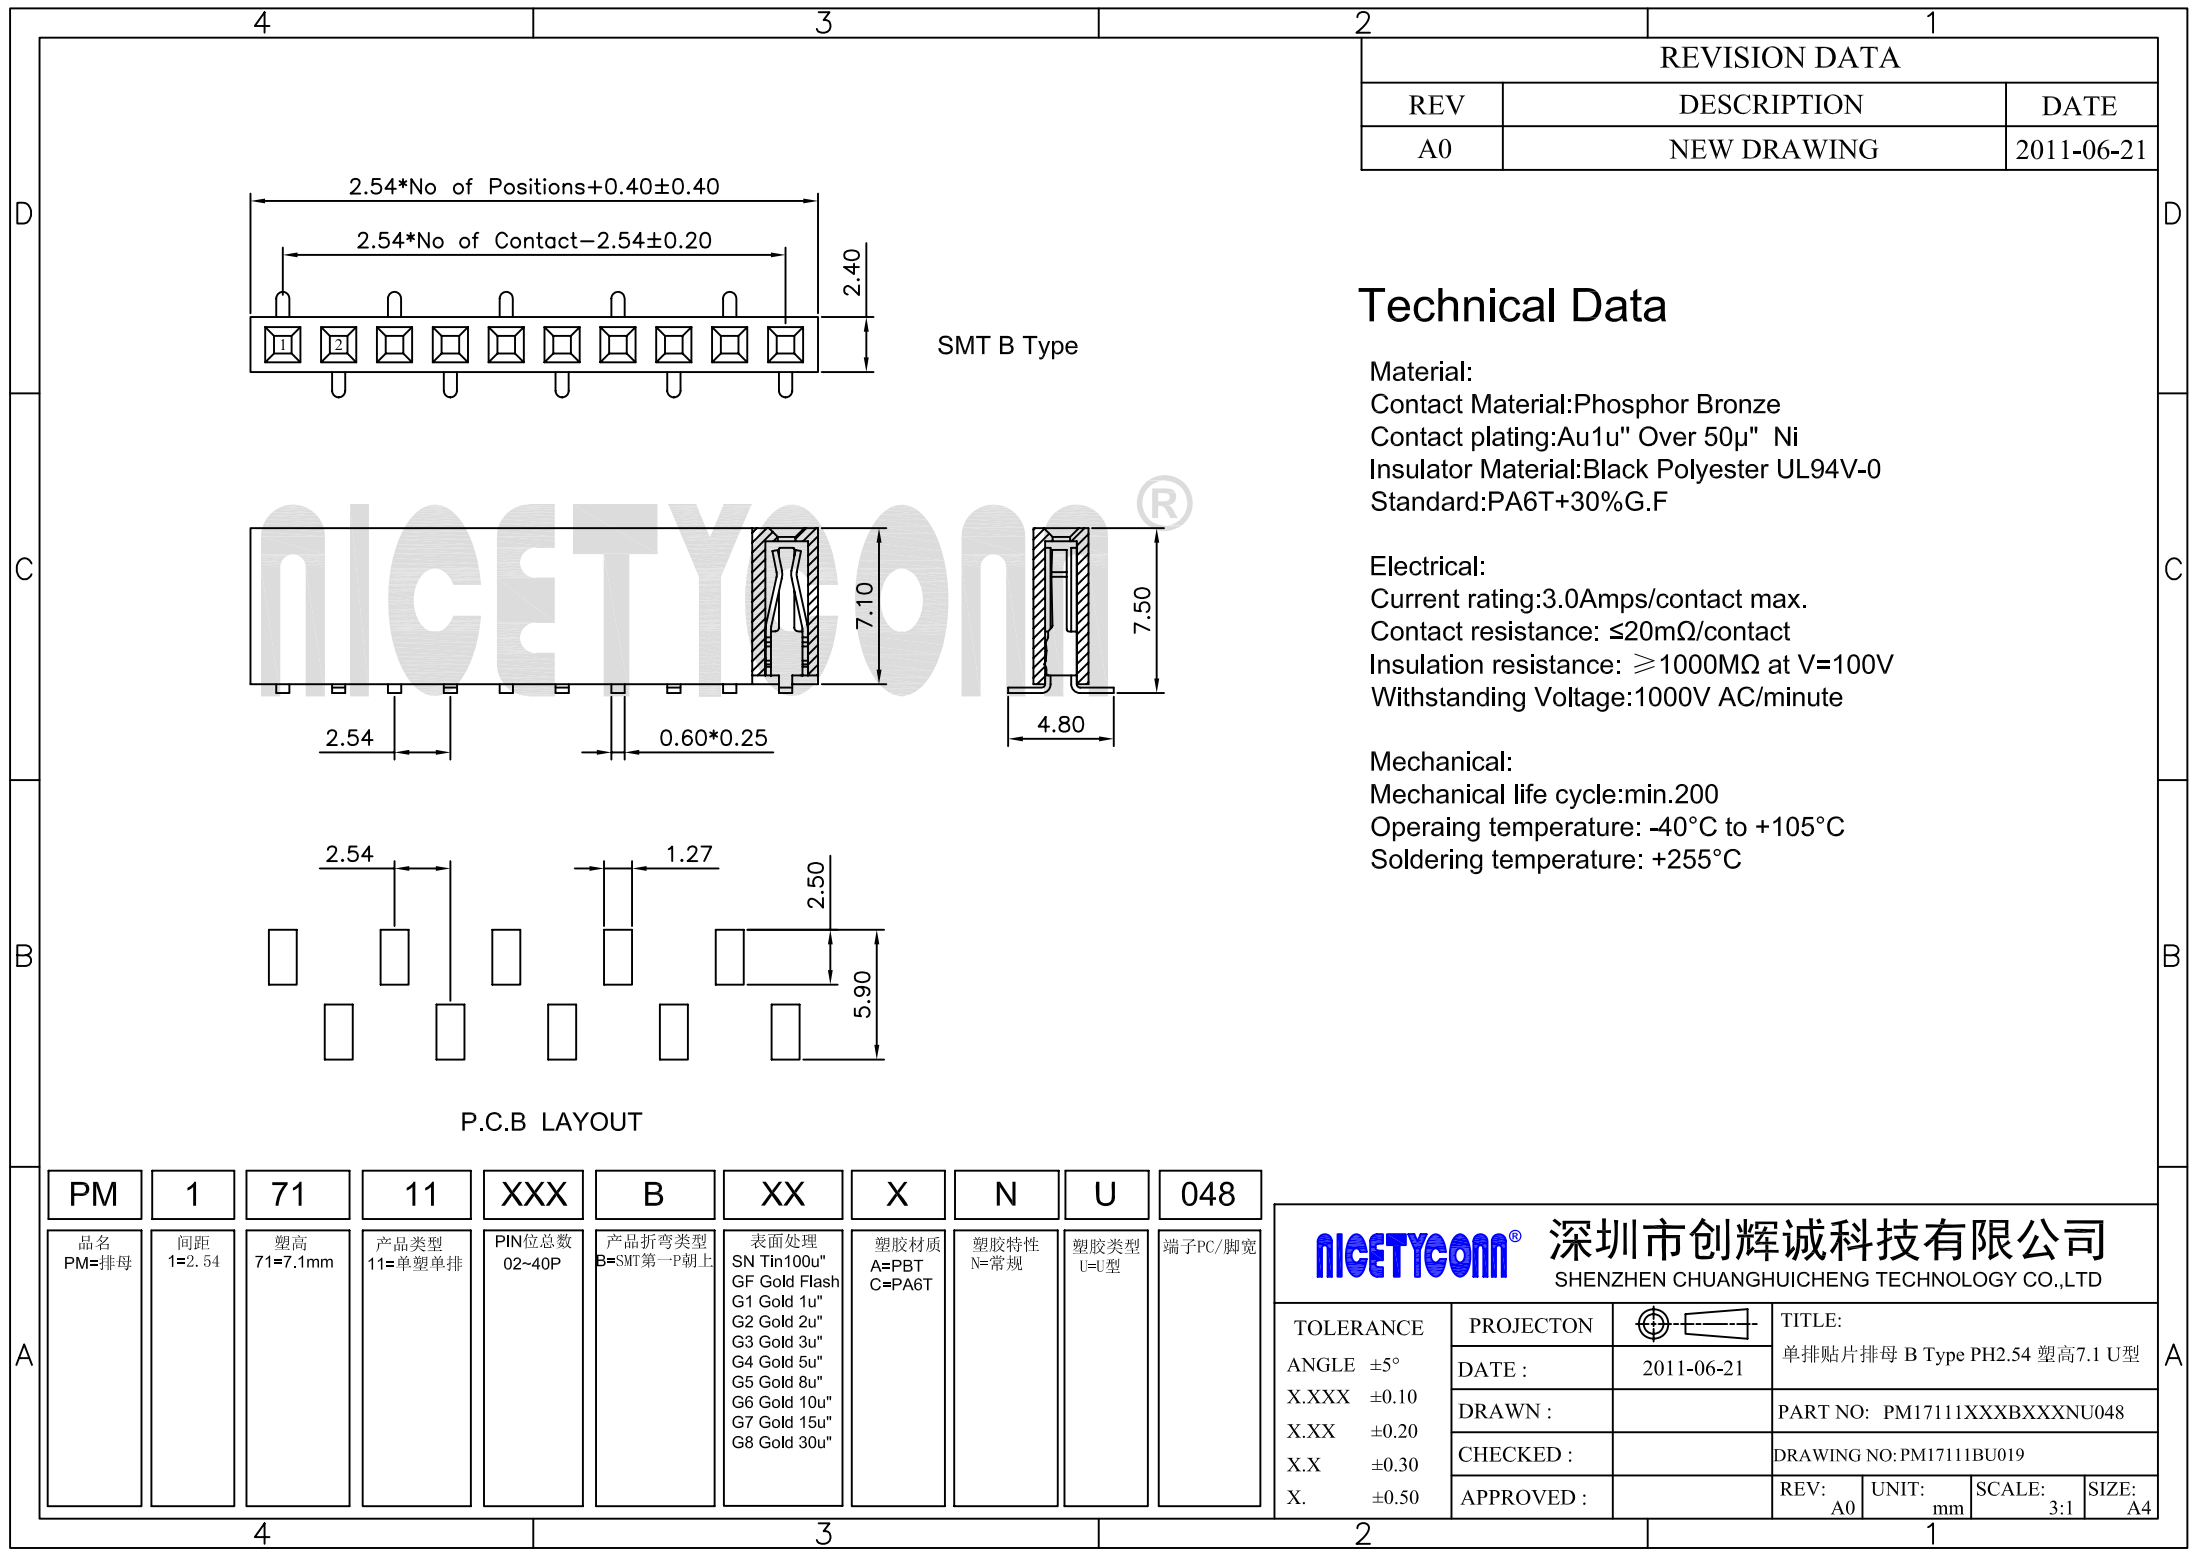 4 3 2 1
REVISION DATA
REV DESCRIPTION DATE
A0 NEW DRAWING 2011-06-21
D D
C C
B B
A A
2.54*No of Positions+0.40±0.40
2.54*No of Contact-2.54±0.20
2.40
1 2
SMT B Type
NICETYCONN®
7.10
7.50
2.54
0.60*0.25
4.80
2.54
1.27
2.50
5.90
P.C.B LAYOUT
Technical Data
Material:
Contact Material:Phosphor Bronze
Contact plating:Au1u" Over 50µ" Ni
Insulator Material:Black Polyester UL94V-0
Standard:PA6T+30%G.F
Electrical:
Current rating:3.0Amps/contact max.
Contact resistance: ≤20mΩ/contact
Insulation resistance: ≥1000MΩ at V=100V
Withstanding Voltage:1000V AC/minute
Mechanical:
Mechanical life cycle:min.200
Operaing temperature: -40°C to +105°C
Soldering temperature: +255°C
PM 1 71 11 XXX B XX X N U 048
品名
PM=排母
间距
1=2.54
塑高
71=7.1mm
产品类型
11=单塑单排
PIN位总数
02~40P
产品折弯类型
B=SMT第一P朝上
表面处理
SN Tin100u"
GF Gold Flash
G1 Gold 1u"
G2 Gold 2u"
G3 Gold 3u"
G4 Gold 5u"
G5 Gold 8u"
G6 Gold 10u"
G7 Gold 15u"
G8 Gold 30u"
塑胶材质
A=PBT
C=PA6T
塑胶特性
N=常规
塑胶类型
U=U型
端子PC/脚宽
NICETYCONN® 深圳市创辉诚科技有限公司
SHENZHEN CHUANGHUICHENG TECHNOLOGY CO.,LTD
TOLERANCE
ANGLE ±5°
X.XXX ±0.10
X.XX ±0.20
X.X ±0.30
X. ±0.50
PROJECTON
DATE : 2011-06-21
DRAWN :
CHECKED :
APPROVED :
TITLE:
单排贴片排母 B Type PH2.54 塑高7.1 U型
PART NO: PM17111XXXBXXXNU048
DRAWING NO:PM17111BU019
REV: A0 UNIT: mm SCALE: 3:1 SIZE: A4
4 3 2 1